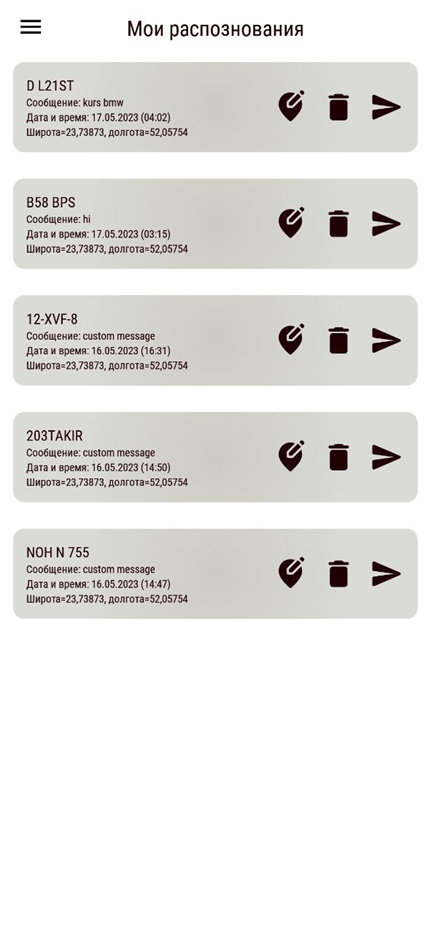 Мои распознования
D L21ST
Сообщение: kurs bmw
Дата и время: 17.05.2023 (04:02)
Широта=23,73873, долгота=52,05754
B58 BPS
Сообщение: hi
Дата и время: 17.05.2023 (03:15)
Широта=23,73873, долгота=52,05754
12-XVF-8
Сообщение: custom message
Дата и время: 16.05.2023 (16:31)
Широта=23,73873, долгота=52,05754
203TAKIR
Сообщение: custom message
Дата и время: 16.05.2023 (14:50)
Широта=23,73873, долгота=52,05754
NOH N 755
Сообщение: custom message
Дата и время: 16.05.2023 (14:47)
Широта=23,73873, долгота=52,05754